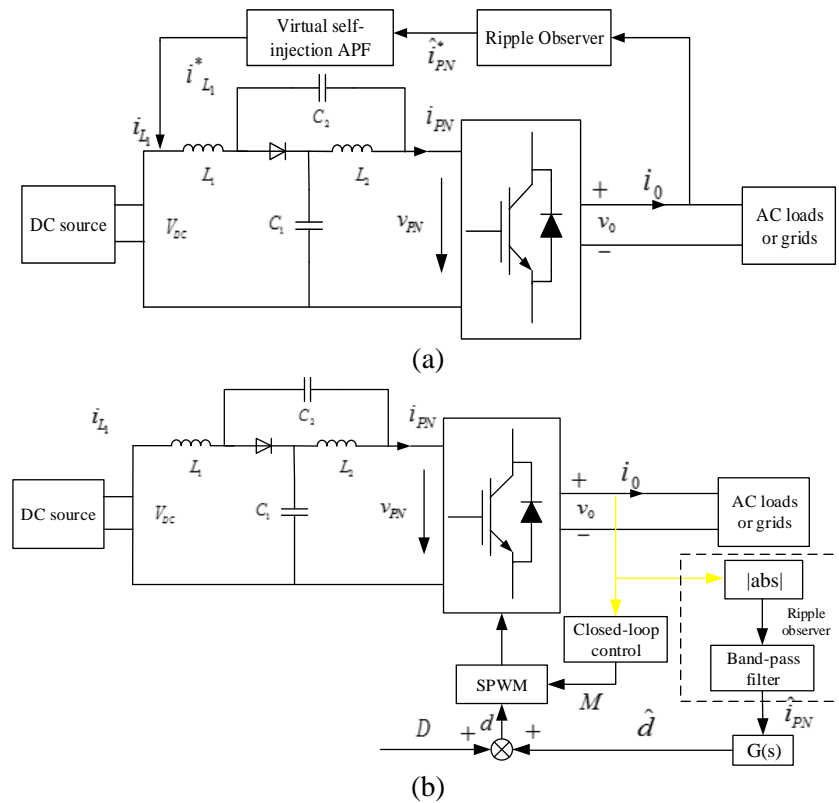 Virtual self-
injection APF
Ripple Observer
î*PN
i*L1
iL1
C2
iPN
L1
L2
DC source
VDC
C1
vPN
+
i0
v0
−
AC loads
or grids
(a)
iL1
C2
iPN
L1
L2
DC source
VDC
C1
vPN
+
i0
v0
−
AC loads
or grids
|abs|
Ripple
observer
Closed-loop
control
Band-pass
filter
SPWM
M
îPN
D
+
d
+
d̂
G(s)
(b)